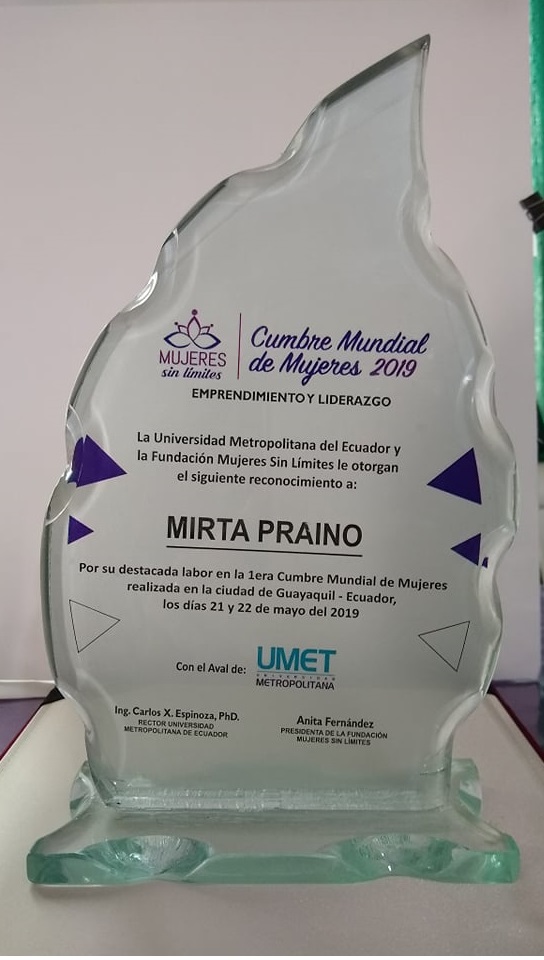 MUJERES
sin límites
Cumbre Mundial
de Mujeres 2019
EMPRENDIMIENTO Y LIDERAZGO
La Universidad Metropolitana del Ecuador y
la Fundación Mujeres Sin Límites le otorgan
el siguiente reconocimiento a:
MIRTA PRAINO
Por su destacada labor en la 1era Cumbre Mundial de Mujeres
realizada en la ciudad de Guayaquil - Ecuador,
los días 21 y 22 de mayo del 2019
Con el Aval de:
UMET
UNIVERSIDAD
METROPOLITANA
Ing. Carlos X. Espinoza, PhD.
RECTOR UNIVERSIDAD
METROPOLITANA DE ECUADOR
Anita Fernández
PRESIDENTA DE LA FUNDACIÓN
MUJERES SIN LÍMITES